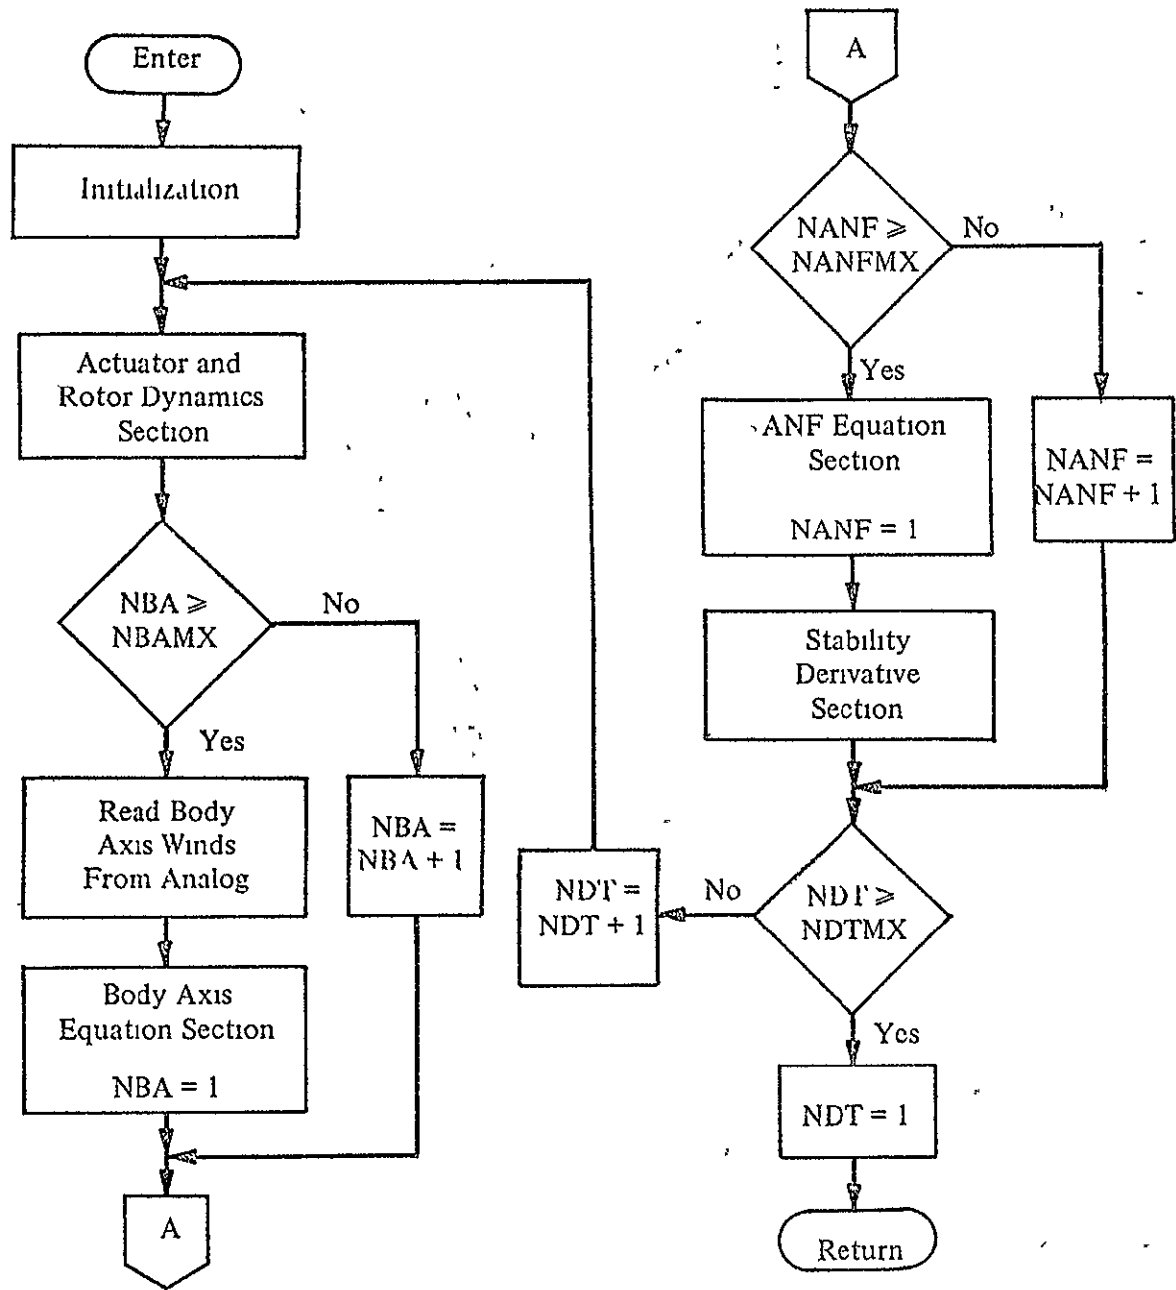 Enter
Initialization
Actuator and
Rotor Dynamics
Section
NBA ⩾
NBAMX
No
Yes
Read Body
Axis Winds
From Analog
NBA =
NBA + 1
Body Axis
Equation Section
NBA = 1
A
A
NANF ⩾
NANFMX
No
Yes
ANF Equation
Section
NANF = 1
NANF =
NANF + 1
Stability
Derivative
Section
NDT ⩾
NDTMX
No
NDT =
NDT + 1
Yes
NDT = 1
Return